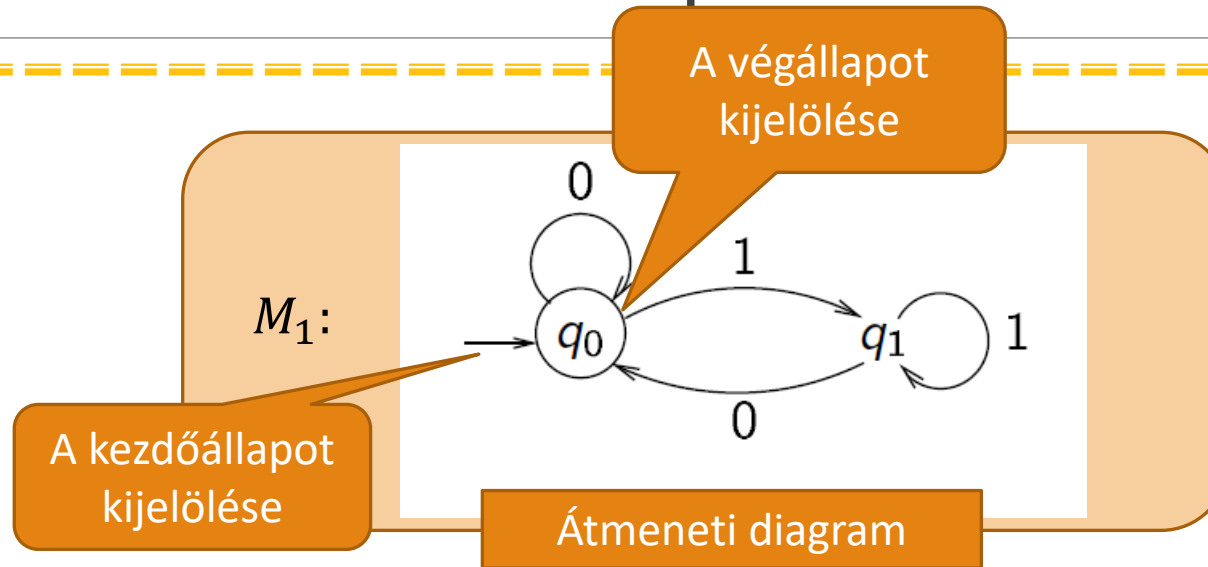 A végállapot
kijelölése
0
1
M₁:
q₀
q₁
1
0
A kezdőállapot
kijelölése
Átmeneti diagram